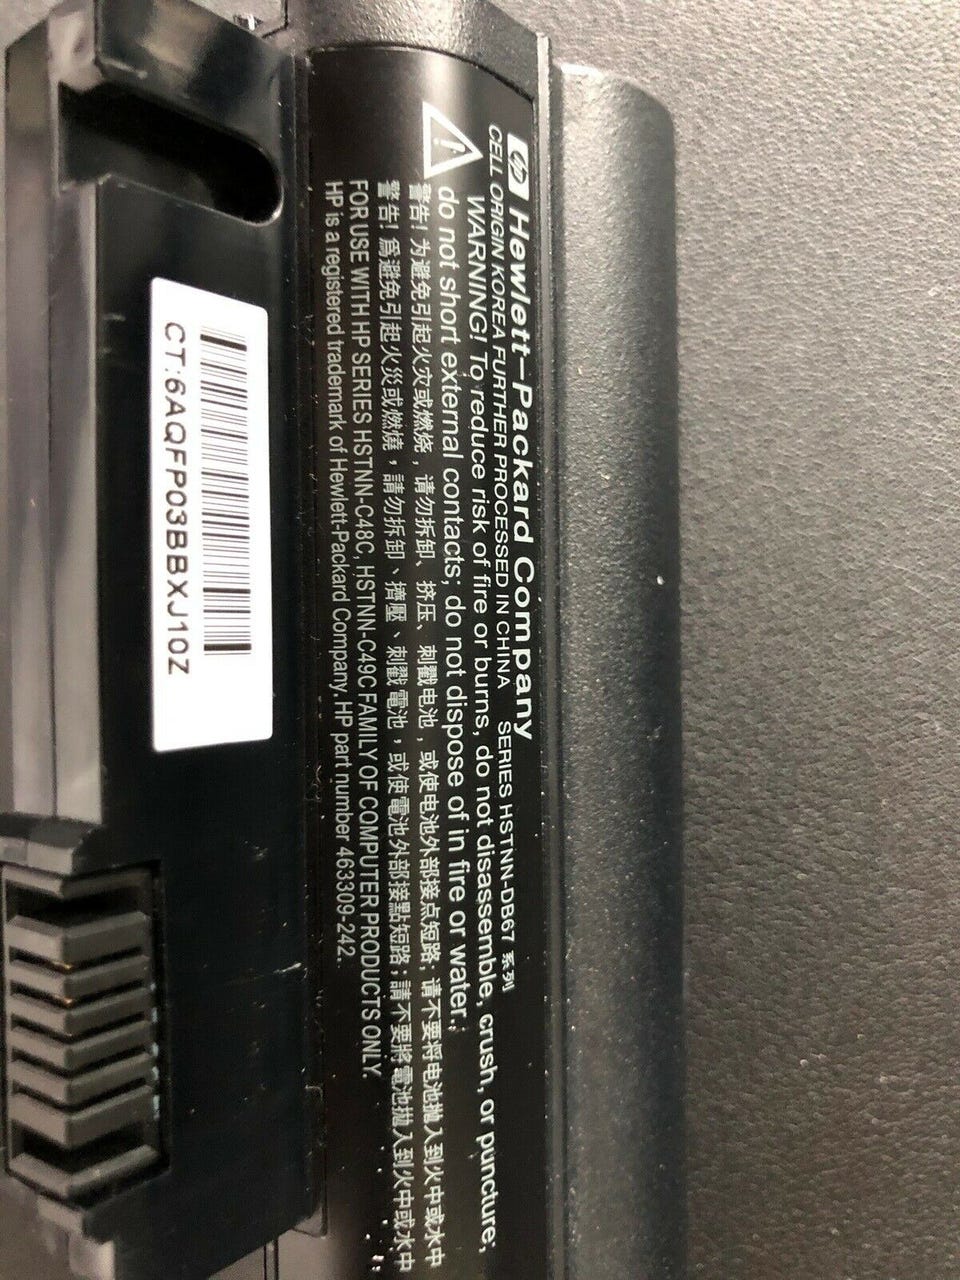 hp Hewlett-Packard Company
CELL ORIGIN KOREA FURTHER PROCESSED IN CHINA SERIES HSTNN-DB67 系列
WARNING! To reduce risk of fire or burns, do not disassemble, crush, or puncture;
do not short external contacts; do not dispose of in fire or water.
警告! 为避免引起火灾或燃烧，请勿拆卸、挤压、刺戳电池，或使电池外部接点短路; 请不要将电池抛入到火中或水中
警告! 為避免引起火災或燃燒，請勿拆卸、擠壓、刺戳電池，或使電池外部接點短路; 請不要將電池拋入到火中或水中
FOR USE WITH HP SERIES HSTNN-C48C, HSTNN-C49C FAMILY OF COMPUTER PRODUCTS ONLY.
HP is a registered trademark of Hewlett-Packard Company. HP part number 463309-242.
CT:6AQFP03BBXJ10Z